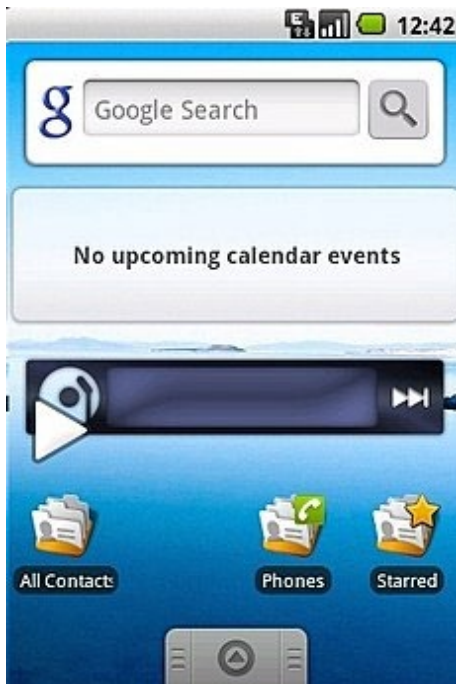 E
12:42
g
Google Search
No upcoming calendar events
All Contacts
Phones
Starred